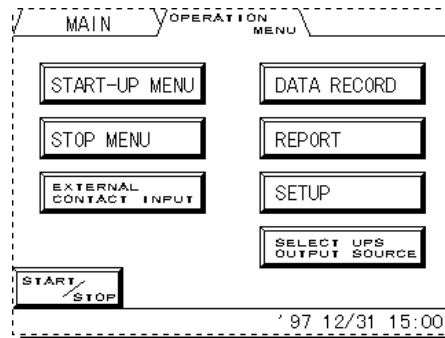 MAIN
OPERATION
MENU
START-UP MENU
DATA RECORD
STOP MENU
REPORT
EXTERNAL
CONTACT INPUT
SETUP
SELECT UPS
OUTPUT SOURCE
START/
STOP
'97 12/31 15:00